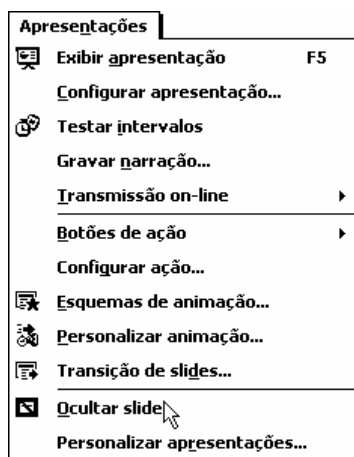 Apresentações
Exibir apresentação F5
Configurar apresentação...
Testar intervalos
Gravar narração...
Transmissão on-line
Botões de ação
Configurar ação...
Esquemas de animação...
Personalizar animação...
Transição de slides...
Ocultar slide
Personalizar apresentações...